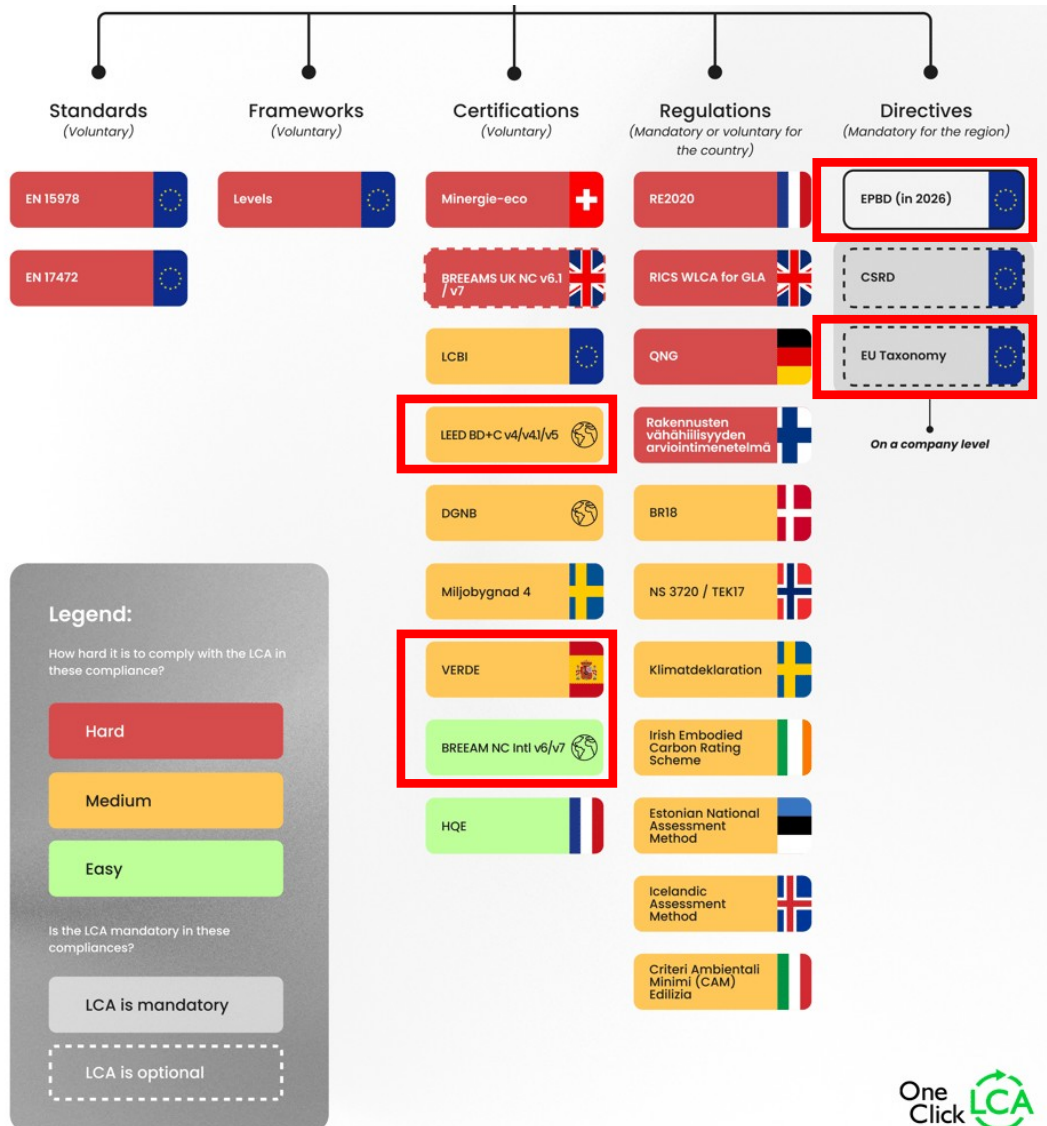 Standards
(Voluntary)
Frameworks
(Voluntary)
Certifications
(Voluntary)
Regulations
(Mandatory or voluntary for
the country)
Directives
(Mandatory for the region)
EN 15978
EN 17472
Levels
Minergie-eco
BREEAMS UK NC v6.1
/ v7
LCBI
LEED BD+C v4/v4.1/v5
DGNB
Miljobygnad 4
VERDE
BREEAM NC Intl v6/v7
HQE
RE2020
RICS WLCA for GLA
QNG
Rakennusten
vähähiilisyyden
arviointimenetelmä
BR18
NS 3720 / TEK17
Klimatdeklaration
Irish Embodied
Carbon Rating
Scheme
Estonian National
Assessment
Method
Icelandic
Assessment
Method
Criteri Ambientali
Minimi (CAM)
Edilizia
EPBD (in 2026)
CSRD
EU Taxonomy
On a company level
Legend:
How hard it is to comply with the LCA in
these compliance?
Hard
Medium
Easy
Is the LCA mandatory in these
compliances?
LCA is mandatory
LCA is optional
One
Click LCA